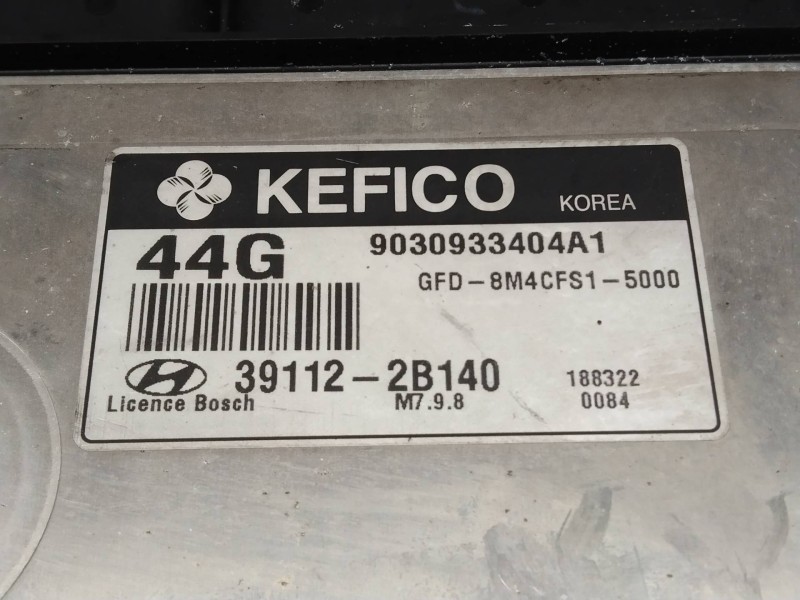 KEFICO KOREA
44G 9030933404A1
GFD-8M4CFS1-5000
39112-2B140 188322
Licence Bosch M7.9.8 0084